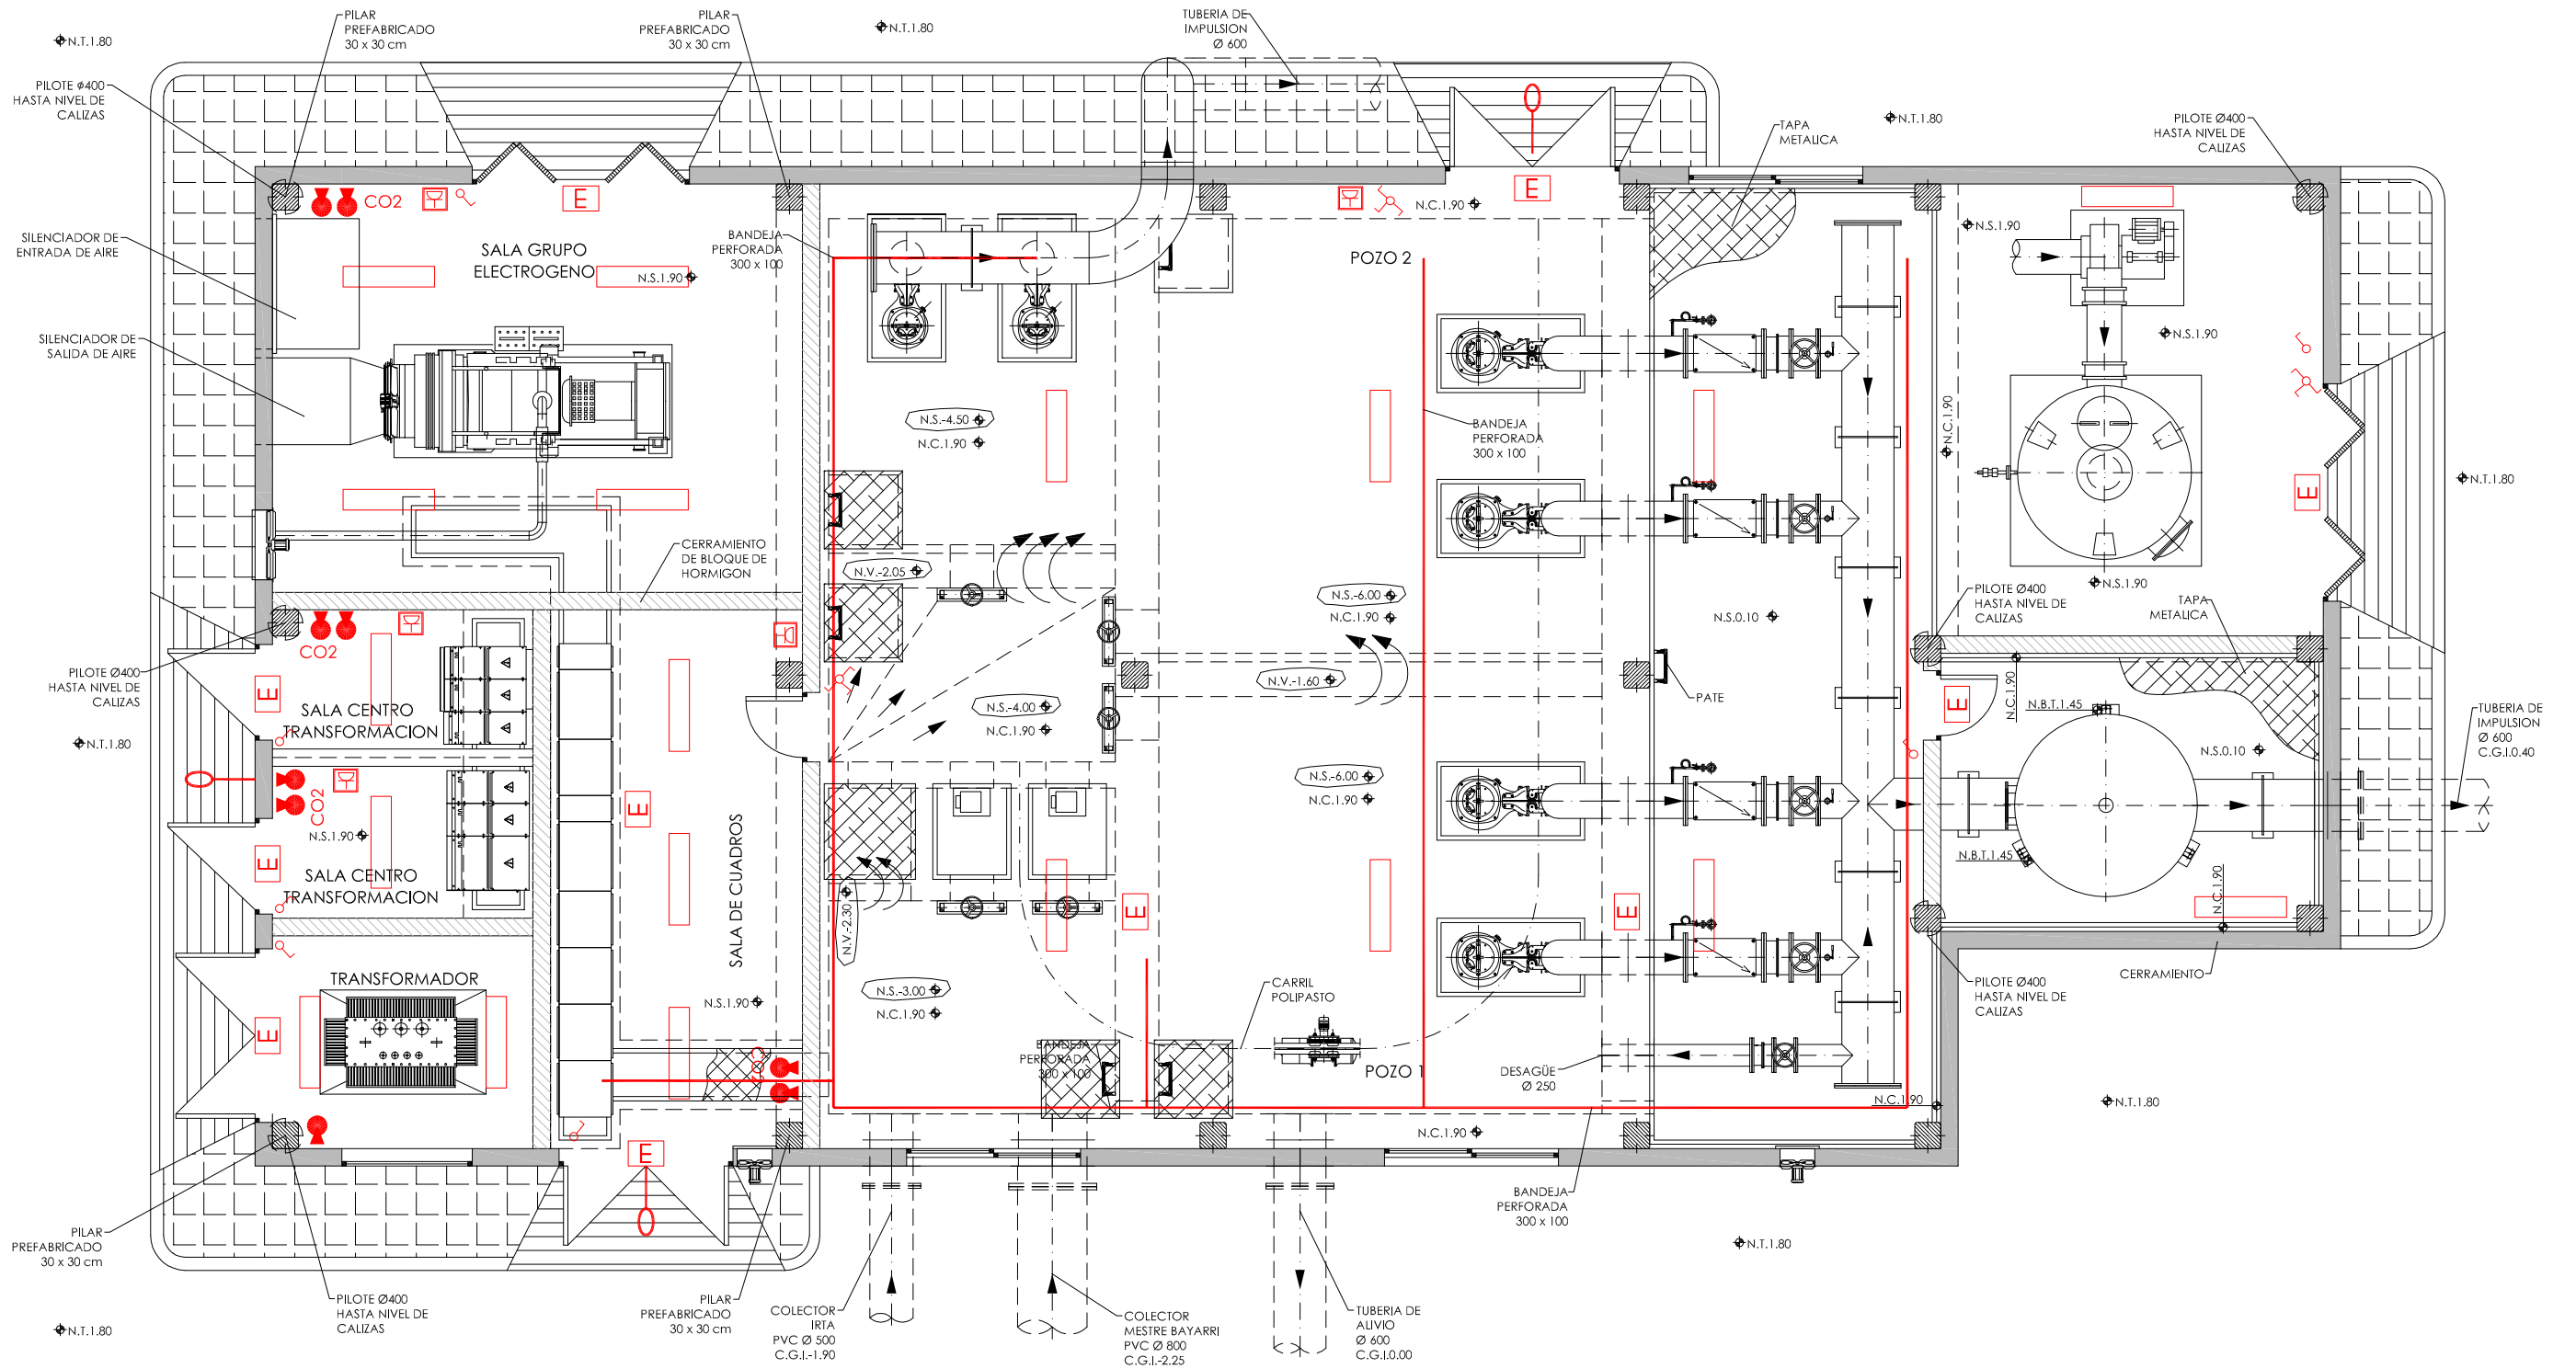 N.T.1.80
PILAR
PREFABRICADO
30 x 30 cm
PILAR
PREFABRICADO
30 x 30 cm
N.T.1.80
TUBERIA DE
IMPULSION
Ø 600
PILOTE Ø400
HASTA NIVEL DE
CALIZAS
TAPA
METALICA
N.T.1.80
PILOTE Ø400
HASTA NIVEL DE
CALIZAS
CO2
E
E
N.C.1.90
N.S.1.90
SILENCIADOR DE
ENTRADA DE AIRE
SALA GRUPO
ELECTROGENO
N.S.1.90
BANDEJA
PERFORADA
300 x 100
POZO 2
SILENCIADOR DE
SALIDA DE AIRE
N.S.1.90
N.S.-4.50
N.C.1.90
BANDEJA
PERFORADA
300 x 100
N.C.1.90
E
N.T.1.80
CERRAMIENTO
DE BLOQUE DE
HORMIGON
N.V.-2.05
N.S.-6.00
N.C.1.90
N.S.0.10
N.S.1.90
PILOTE Ø400
HASTA NIVEL DE
CALIZAS
TAPA
METALICA
CO2
PILOTE Ø400
HASTA NIVEL DE
CALIZAS
E
SALA CENTRO
TRANSFORMACION
N.T.1.80
N.S.-4.00
N.C.1.90
N.V.-1.60
PATE
E
N.C.1.90
N.B.T.1.45
N.S.0.10
TUBERIA DE
IMPULSION
Ø 600
C.G.I.0.40
CO2
N.S.1.90
E
SALA CENTRO
TRANSFORMACION
E
SALA DE CUADROS
N.S.-6.00
N.C.1.90
N.B.T.1.45
N.C.1.90
N.V.-2.30
E
E
TRANSFORMADOR
E
N.S.1.90
N.S.-3.00
N.C.1.90
CARRIL
POLIPASTO
CERRAMIENTO
PILOTE Ø400
HASTA NIVEL DE
CALIZAS
CO2
BANDEJA
PERFORADA
300 x 100
POZO 1
DESAGÜE
Ø 250
N.C.1.90
N.T.1.80
N.C.1.90
E
PILAR
PREFABRICADO
30 x 30 cm
BANDEJA
PERFORADA
300 x 100
N.T.1.80
N.T.1.80
PILOTE Ø400
HASTA NIVEL DE
CALIZAS
PILAR
PREFABRICADO
30 x 30 cm
COLECTOR
IRTA
PVC Ø 500
C.G.I.-1.90
COLECTOR
MESTRE BAYARRI
PVC Ø 800
C.G.I.-2.25
TUBERIA DE
ALIVIO
Ø 600
C.G.I.0.00